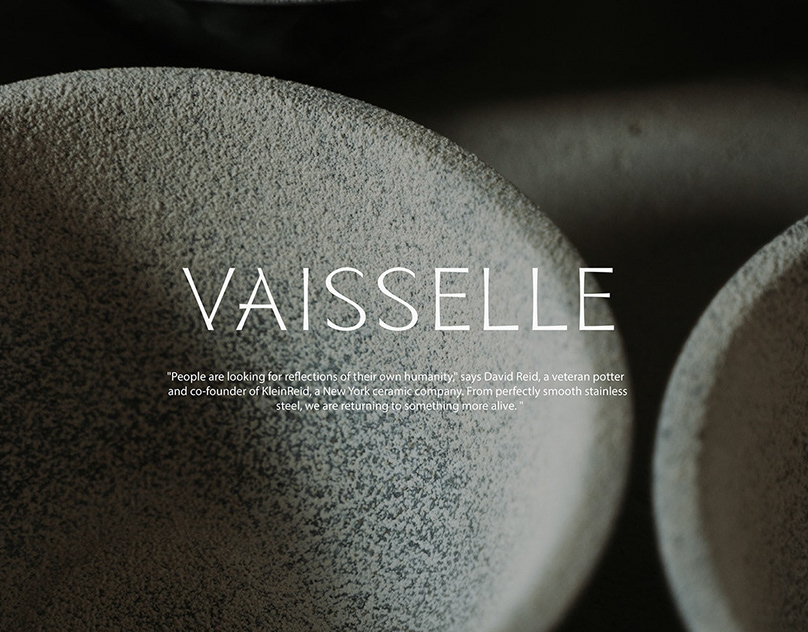 VAISSELLE
"People are looking for reflections of their own humanity," says David Reid, a veteran potter
and co-founder of KleinReid, a New York ceramic company. From perfectly smooth stainless
steel, we are returning to something more alive. "